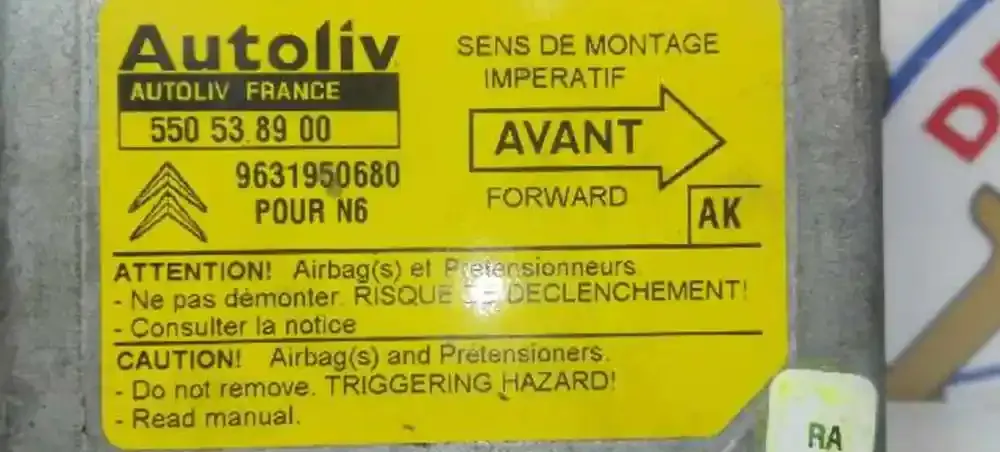 Autoliv
AUTOLIV FRANCE
550 53 89 00
9631950680
POUR N6
SENS DE MONTAGE
IMPERATIF
AVANT
FORWARD
AK
ATTENTION! Airbag(s) et Prétensionneurs
- Ne pas démonter. RISQUE DE DECLENCHEMENT!
- Consulter la notice
CAUTION! Airbag(s) and Prétensioners.
- Do not remove. TRIGGERING HAZARD!
- Read manual.
RA